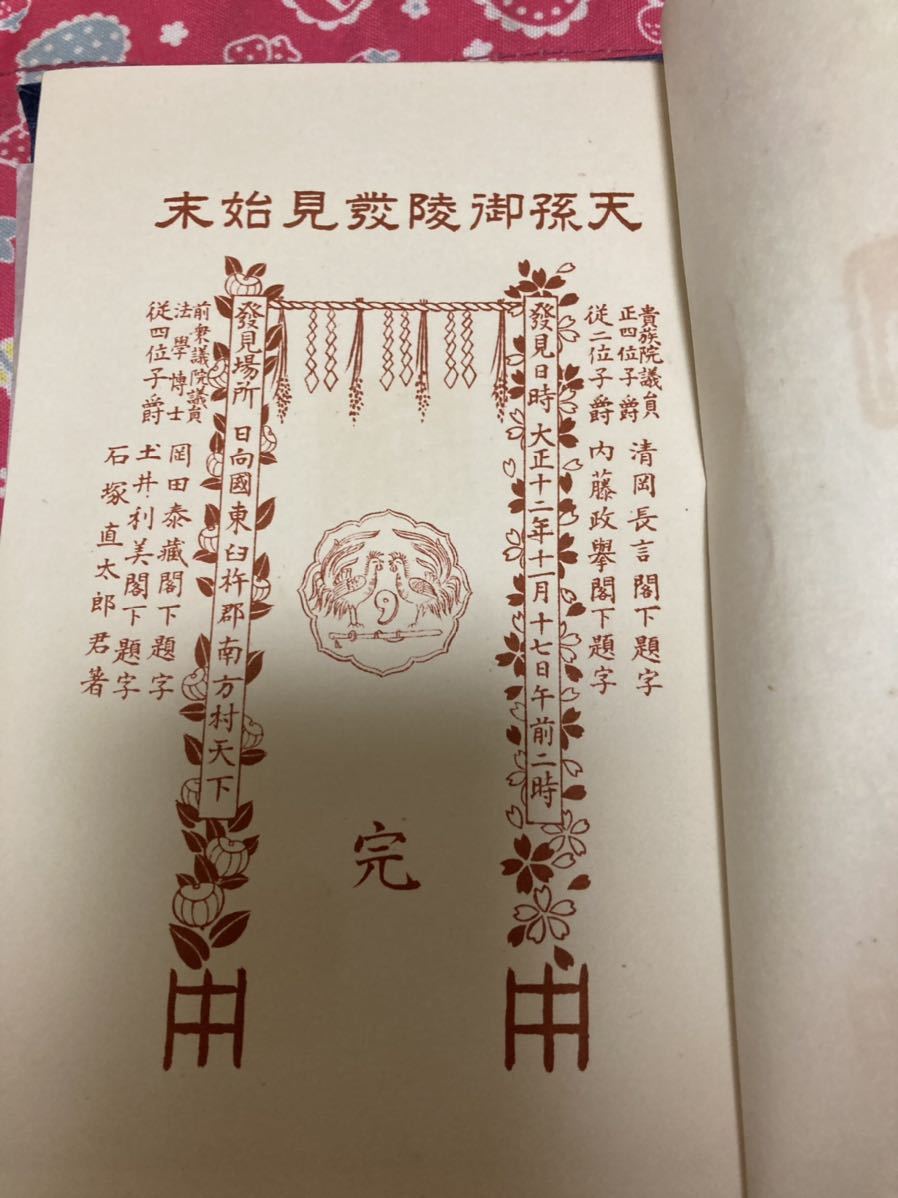 天孫御陵發見始末
貴族院議員
正四位子爵
清岡長言閣下題字
従二位子爵
内藤政擧閣下題字
發見日時 大正十二年十一月十七日午前二時
完
發見場所 日向國東臼杵郡南方村天下
前衆議院議員
法學博士
岡田泰藏閣下題字
従四位子爵
土井利美閣下題字
石塚直太郎君著